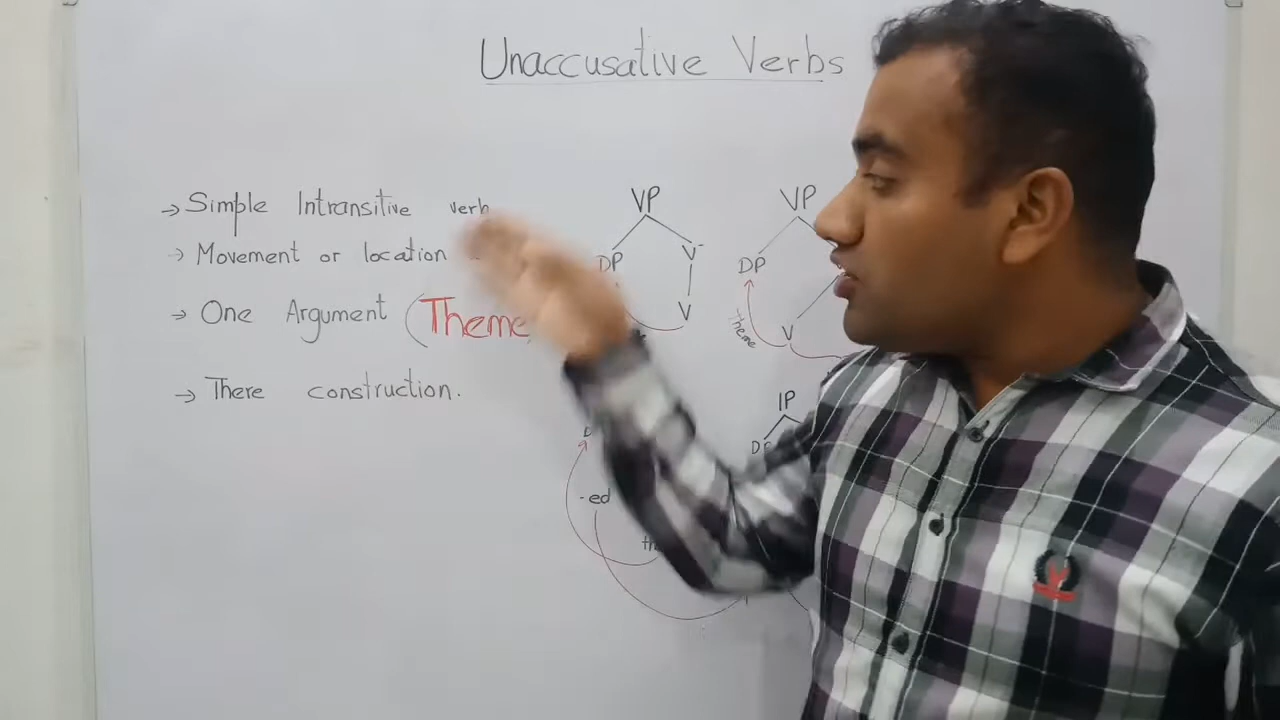 Unaccusative Verbs
→ Simple Intransitive verb
→ Movement or location
→ One Argument (Theme
→ There construction.
VP
DP V-
V
VP
DP
V
Theme
-ed
IP